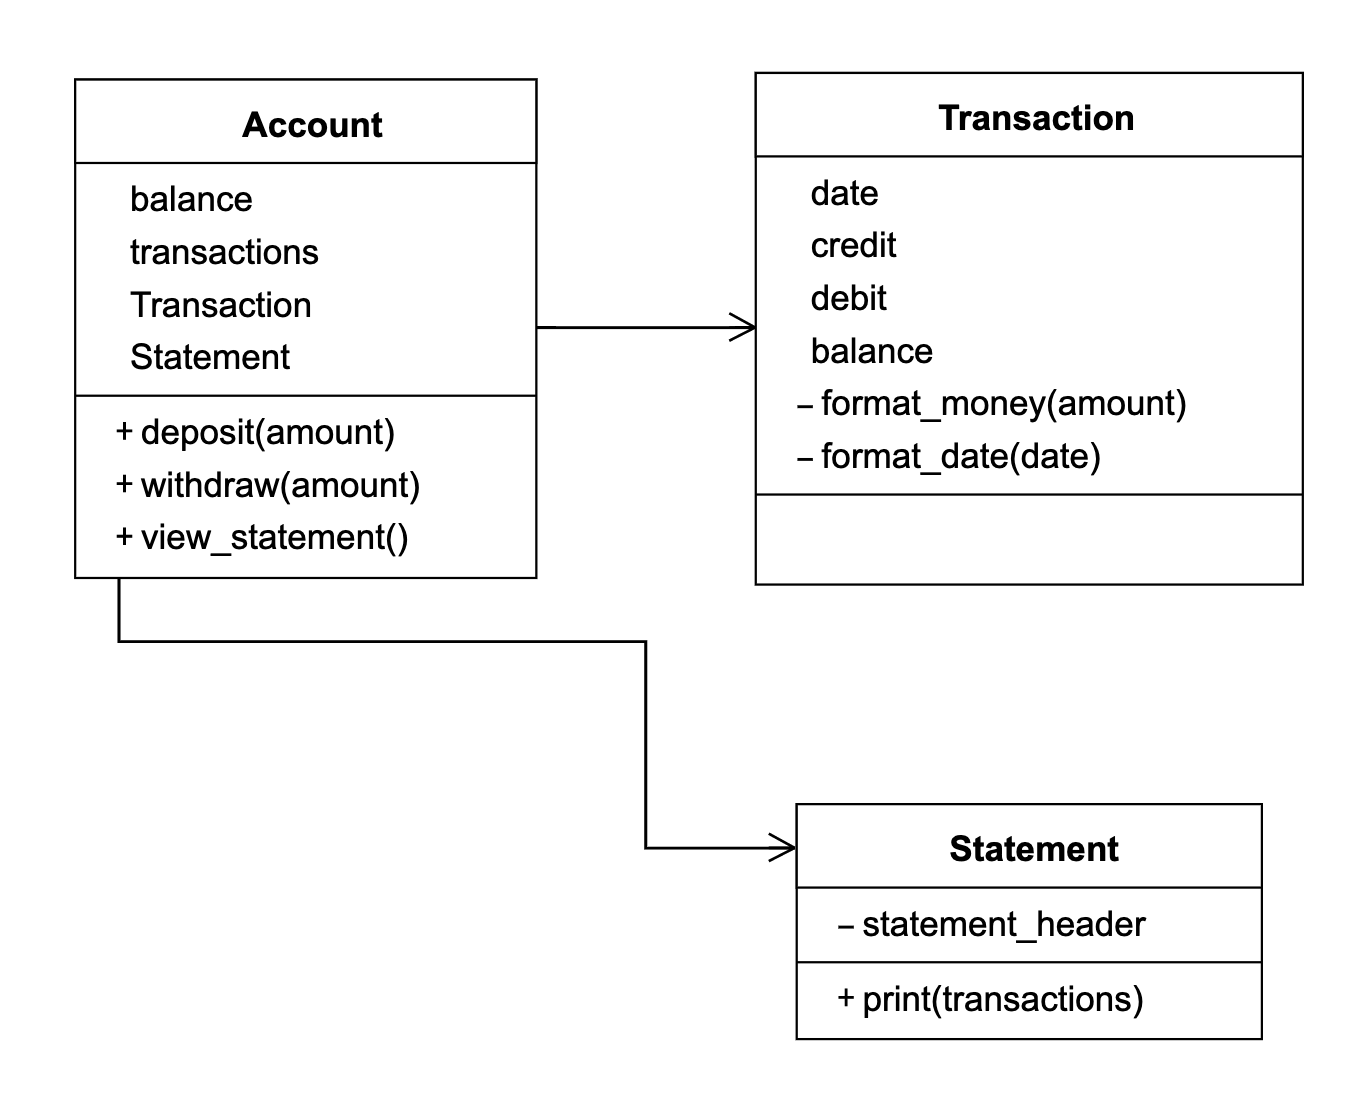 Account
balance
transactions
Transaction
Statement
+ deposit(amount)
+ withdraw(amount)
+ view_statement()
Transaction
date
credit
debit
balance
– format_money(amount)
– format_date(date)
Statement
– statement_header
+ print(transactions)